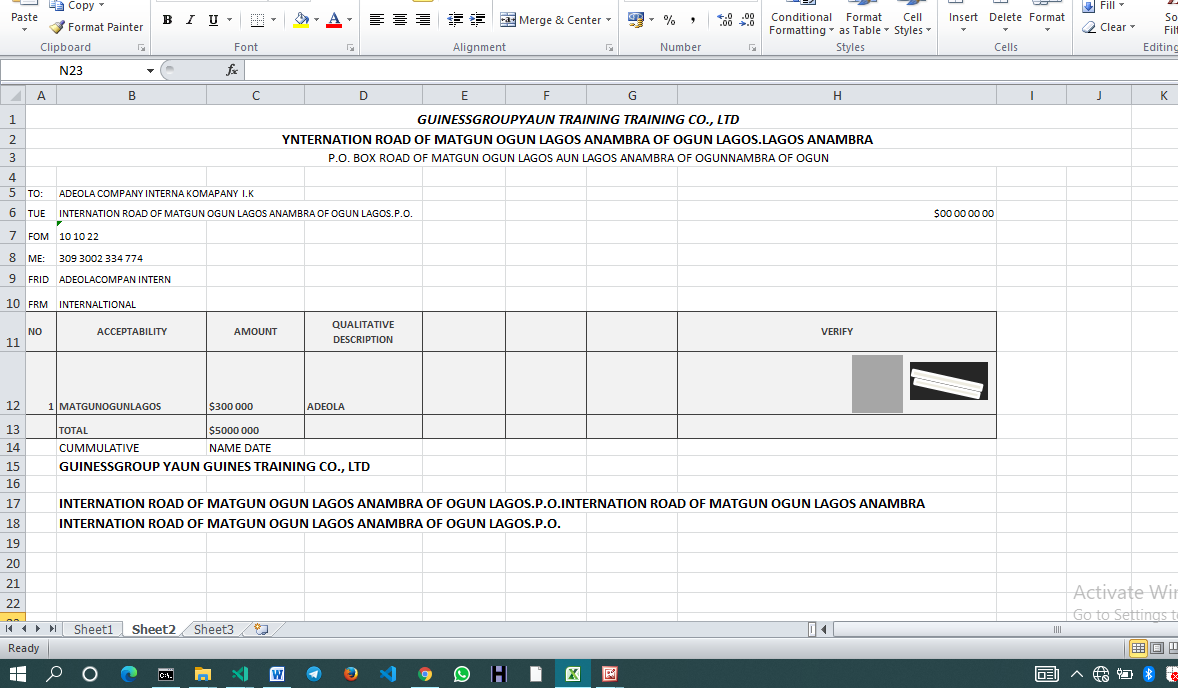 Paste Copy
Format Painter
B I U A
Merge & Center
% ,
Conditional Formatting
Format as Table
Cell Styles
Insert Delete Format
Fill
Clear
Clipboard Font Alignment Number Styles Cells Editing
N23 fx
A B C D E F G H I J K
1 GUINESSGROUPYAUN TRAINING TRAINING CO., LTD
2 YNTERNATION ROAD OF MATGUN OGUN LAGOS ANAMBRA OF OGUN LAGOS.LAGOS ANAMBRA
3 P.O. BOX ROAD OF MATGUN OGUN LAGOS AUN LAGOS ANAMBRA OF OGUNNAMBRA OF OGUN
4
5 TO: ADEOLA COMPANY INTERNA KOMAPANY I.K
6 TUE INTERNATION ROAD OF MATGUN OGUN LAGOS ANAMBRA OF OGUN LAGOS.P.O. $00 00 00 00
7 FOM 10 10 22
8 ME: 309 3002 334 774
9 FRID ADEOLACOMPAN INTERN
10 FRM INTERNALTIONAL
11 NO ACCEPTABILITY AMOUNT QUALITATIVE DESCRIPTION VERIFY
12 1 MATGUNOGUNLAGOS $300 000 ADEOLA
13 TOTAL $5000 000
14 CUMMULATIVE NAME DATE
15 GUINESSGROUP YAUN GUINES TRAINING CO., LTD
16
17 INTERNATION ROAD OF MATGUN OGUN LAGOS ANAMBRA OF OGUN LAGOS.P.O.INTERNATION ROAD OF MATGUN OGUN LAGOS ANAMBRA
18 INTERNATION ROAD OF MATGUN OGUN LAGOS ANAMBRA OF OGUN LAGOS.P.O.
19
20
21
22
Activate Wi
Go to Settings t
Sheet1 Sheet2 Sheet3
Ready